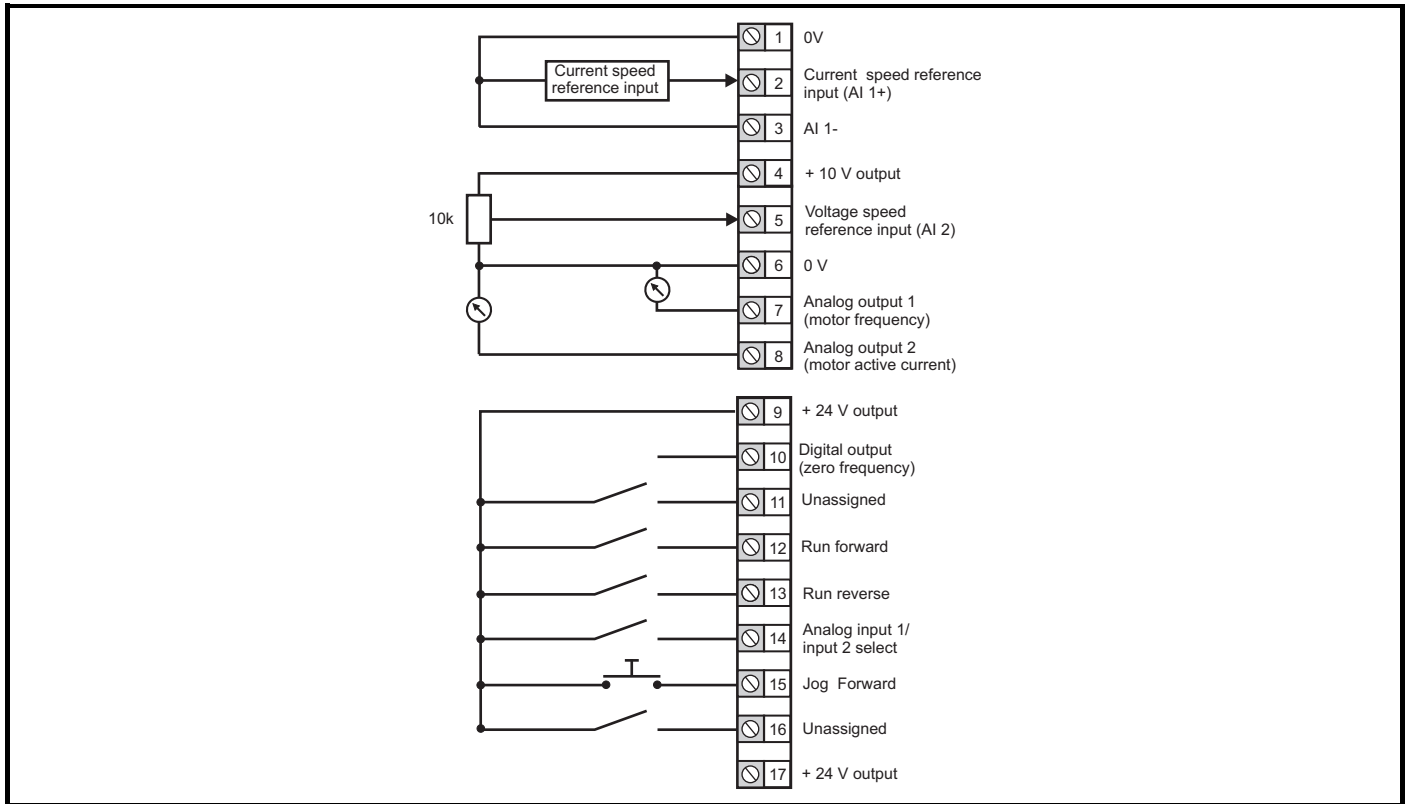 1 0V
Current speed
reference input
2 Current speed reference
input (AI 1+)
3 AI 1-
4 + 10 V output
10k
5 Voltage speed
reference input (AI 2)
6 0 V
7 Analog output 1
(motor frequency)
8 Analog output 2
(motor active current)
9 + 24 V output
10 Digital output
(zero frequency)
11 Unassigned
12 Run forward
13 Run reverse
14 Analog input 1/
input 2 select
15 Jog Forward
16 Unassigned
17 + 24 V output